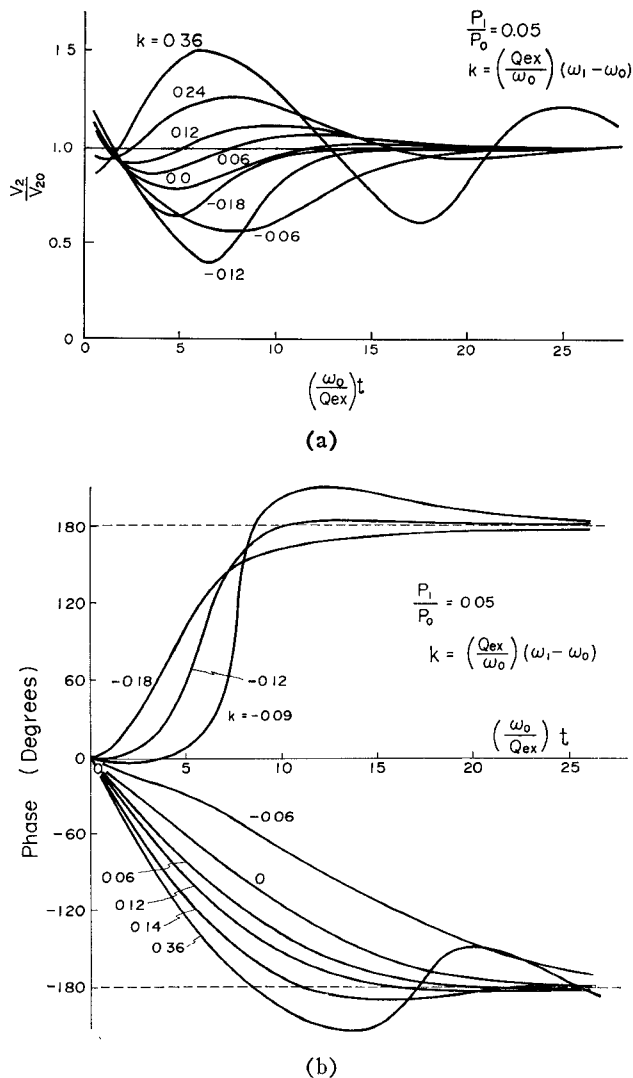 P₁/P₀ = 0.05
k = (Qex/ω₀) (ω₁ − ω₀)
k = 0.36
0.24
0.12
0.06
0.0
−0.18
−0.06
−0.12
V₂/V₂₀
1.5
1.0
0.5
0
0 5 10 15 20 25
(ω₀/Qex) t
(a)
Phase (Degrees)
180
120
60
0
−60
−120
−180
P₁/P₀ = 0.05
k = (Qex/ω₀) (ω₁ − ω₀)
−0.18
−0.12
k = −0.09
(ω₀/Qex) t
0 5 10 15 20 25
−0.06
0
0.06
0.12
0.14
0.36
(b)